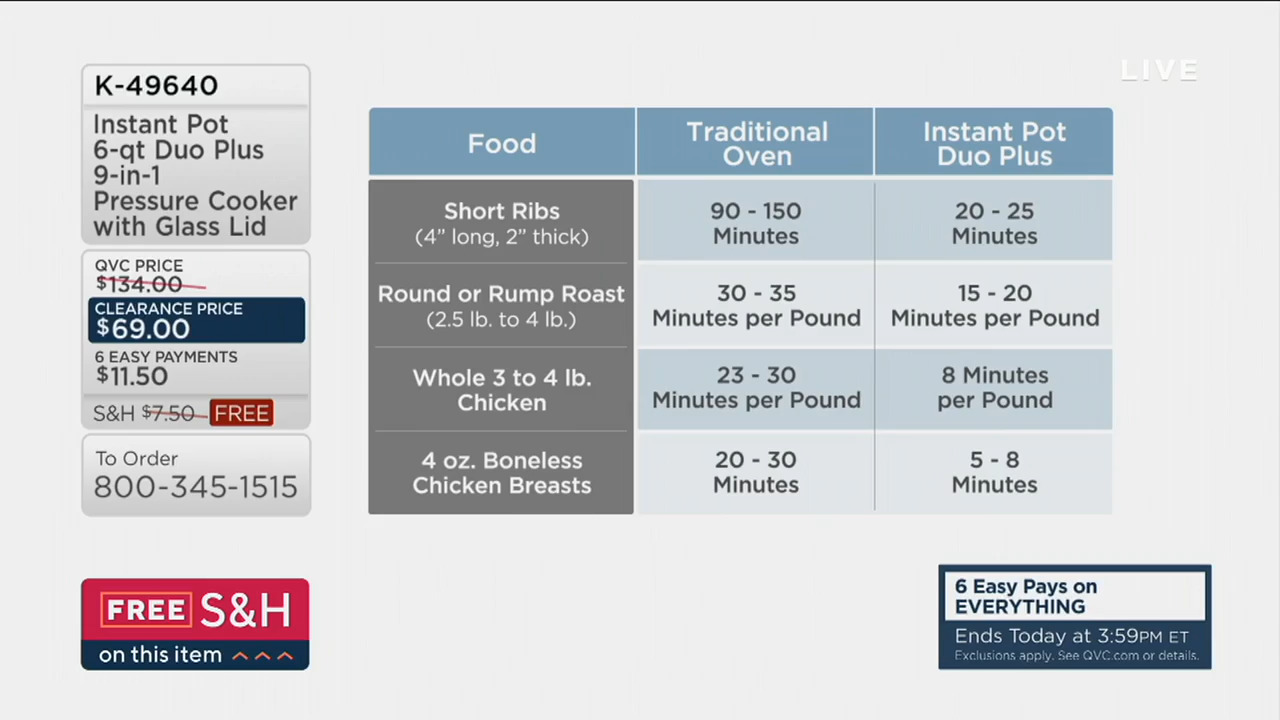 LIVE
K-49640
Instant Pot
6-qt Duo Plus
9-in-1
Pressure Cooker
with Glass Lid
QVC PRICE
$134.00
CLEARANCE PRICE
$69.00
6 EASY PAYMENTS
$11.50
S&H $7.50 FREE
To Order
800-345-1515
FREE S&H
on this item
Food
Traditional
Oven
Instant Pot
Duo Plus
Short Ribs
(4” long, 2” thick)
90 - 150
Minutes
20 - 25
Minutes
Round or Rump Roast
(2.5 lb. to 4 lb.)
30 - 35
Minutes per Pound
15 - 20
Minutes per Pound
Whole 3 to 4 lb.
Chicken
23 - 30
Minutes per Pound
8 Minutes
per Pound
4 oz. Boneless
Chicken Breasts
20 - 30
Minutes
5 - 8
Minutes
6 Easy Pays on
EVERYTHING
Ends Today at 3:59PM ET
Exclusions apply. See QVC.com or details.